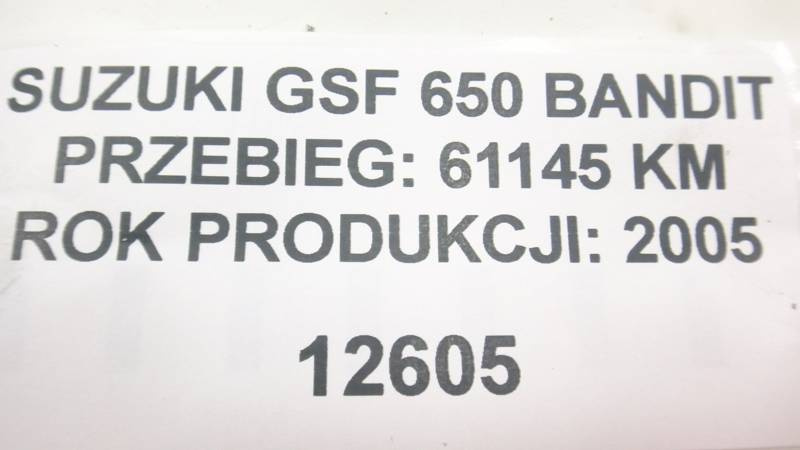 SUZUKI GSF 650 BANDIT
PRZEBIEG: 61145 KM
ROK PRODUKCJI: 2005
12605